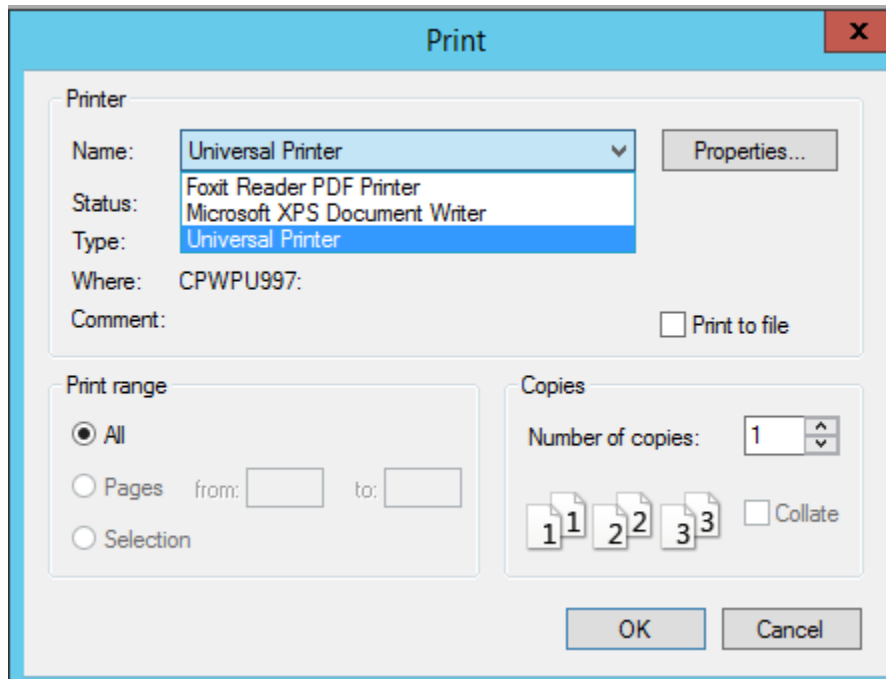 Print
x
Printer
Name: Universal Printer Properties...
Foxit Reader PDF Printer
Status: Microsoft XPS Document Writer
Type: Universal Printer
Where: CPWPU997:
Comment: Print to file
Print range
All
Pages from: to:
Selection
Copies
Number of copies: 1
1 1 2 2 3 3 Collate
OK Cancel